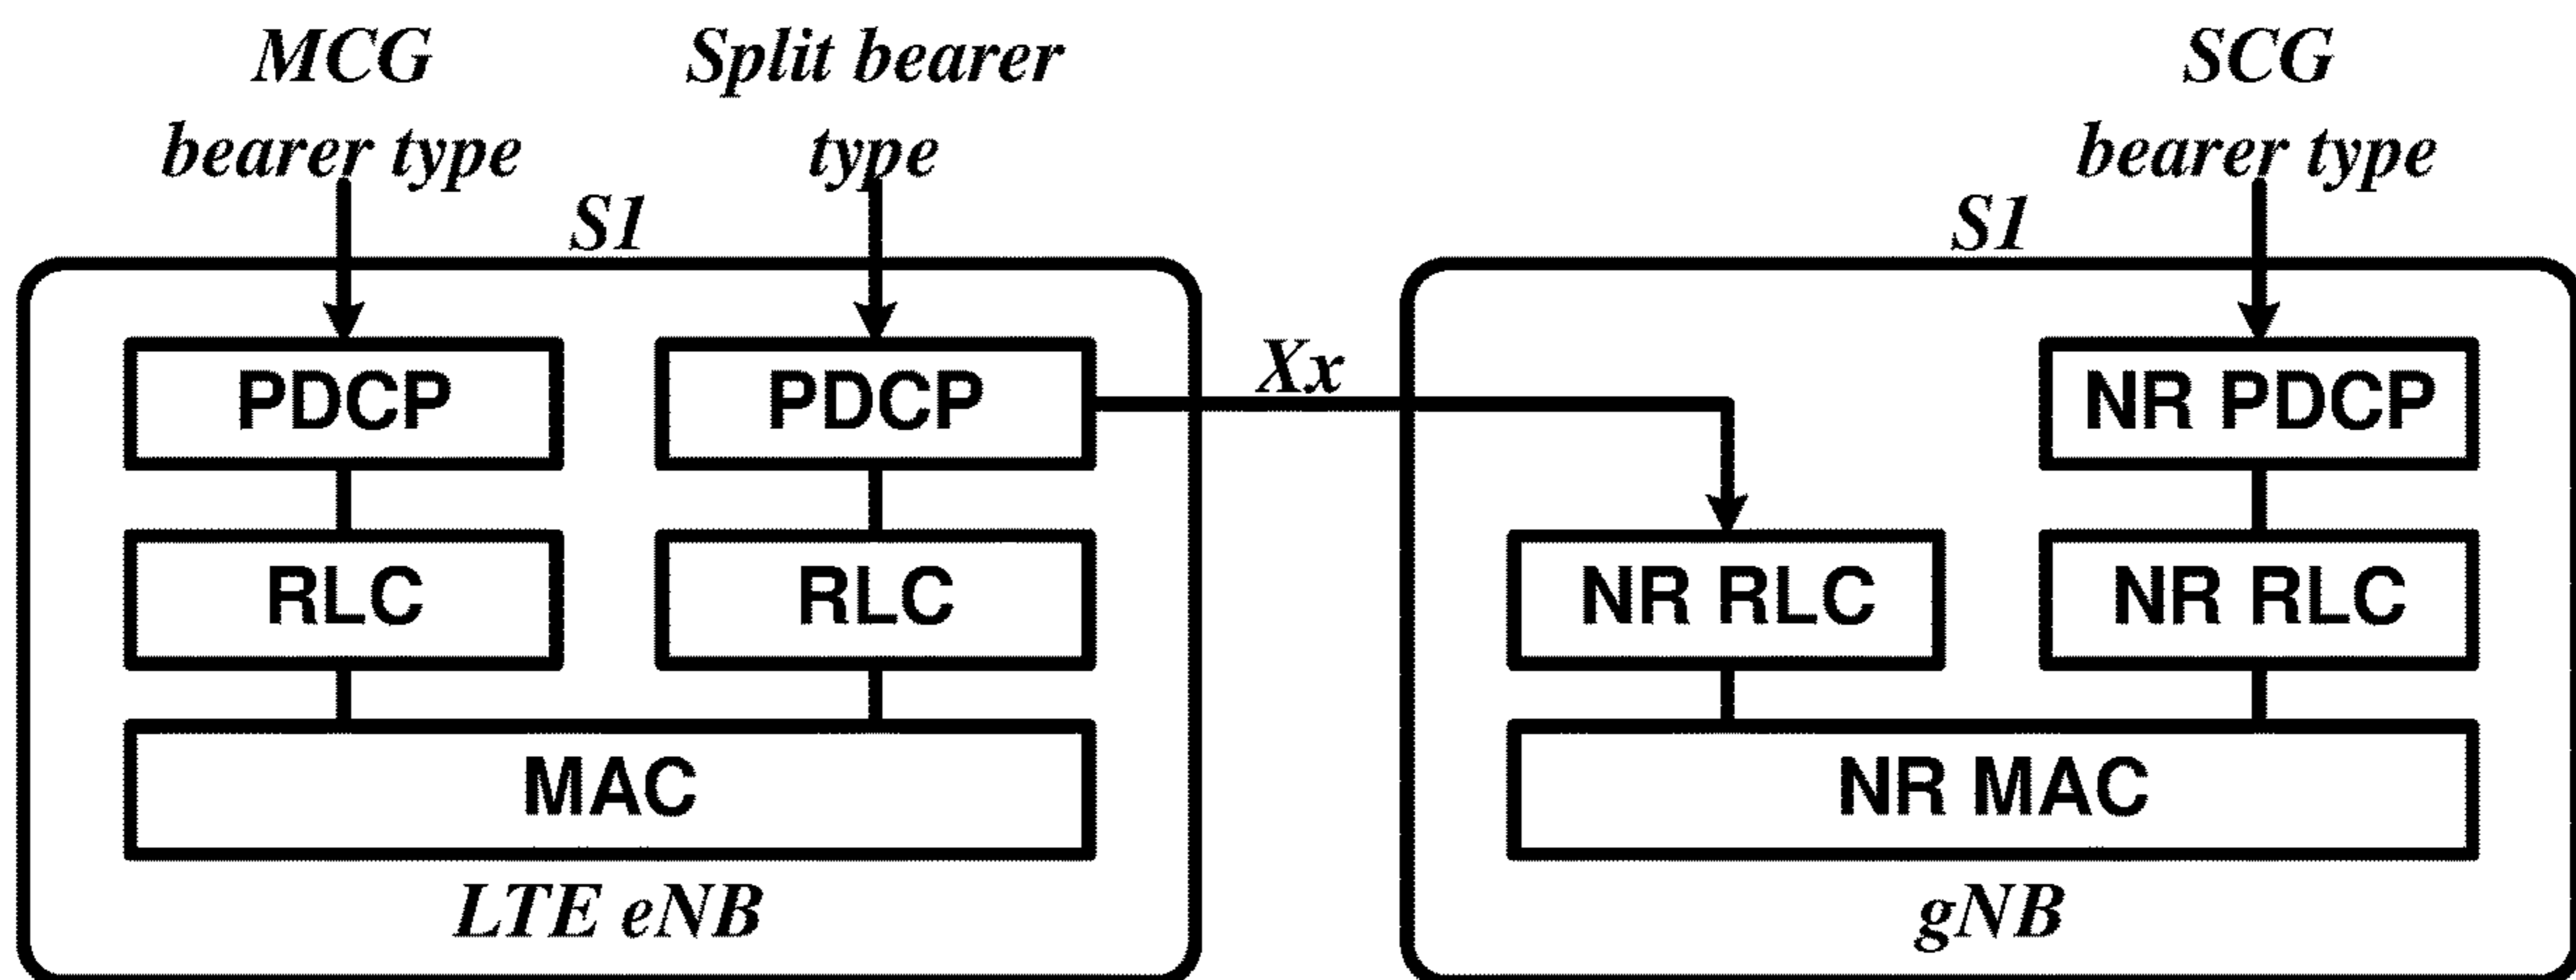 MCG
bearer type
Split bearer
type
SCG
bearer type
S1
S1
Xx
PDCP
PDCP
NR PDCP
RLC
RLC
NR RLC
NR RLC
MAC
NR MAC
LTE eNB
gNB